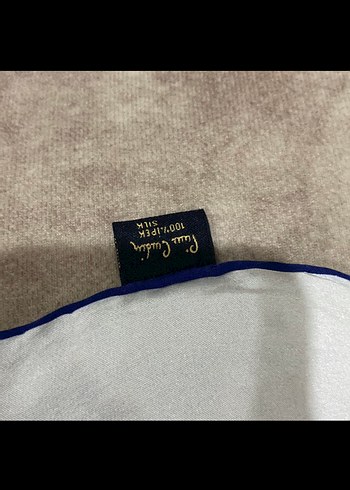 Pierre Cardin
100% İPEK
SILK